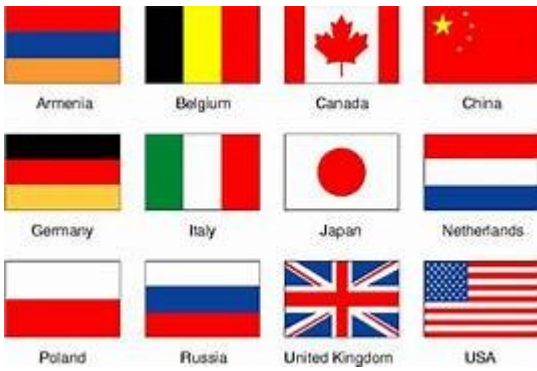 Armenia Belgium Canada China
Germany Italy Japan Netherlands
Poland Russia United Kingdom USA